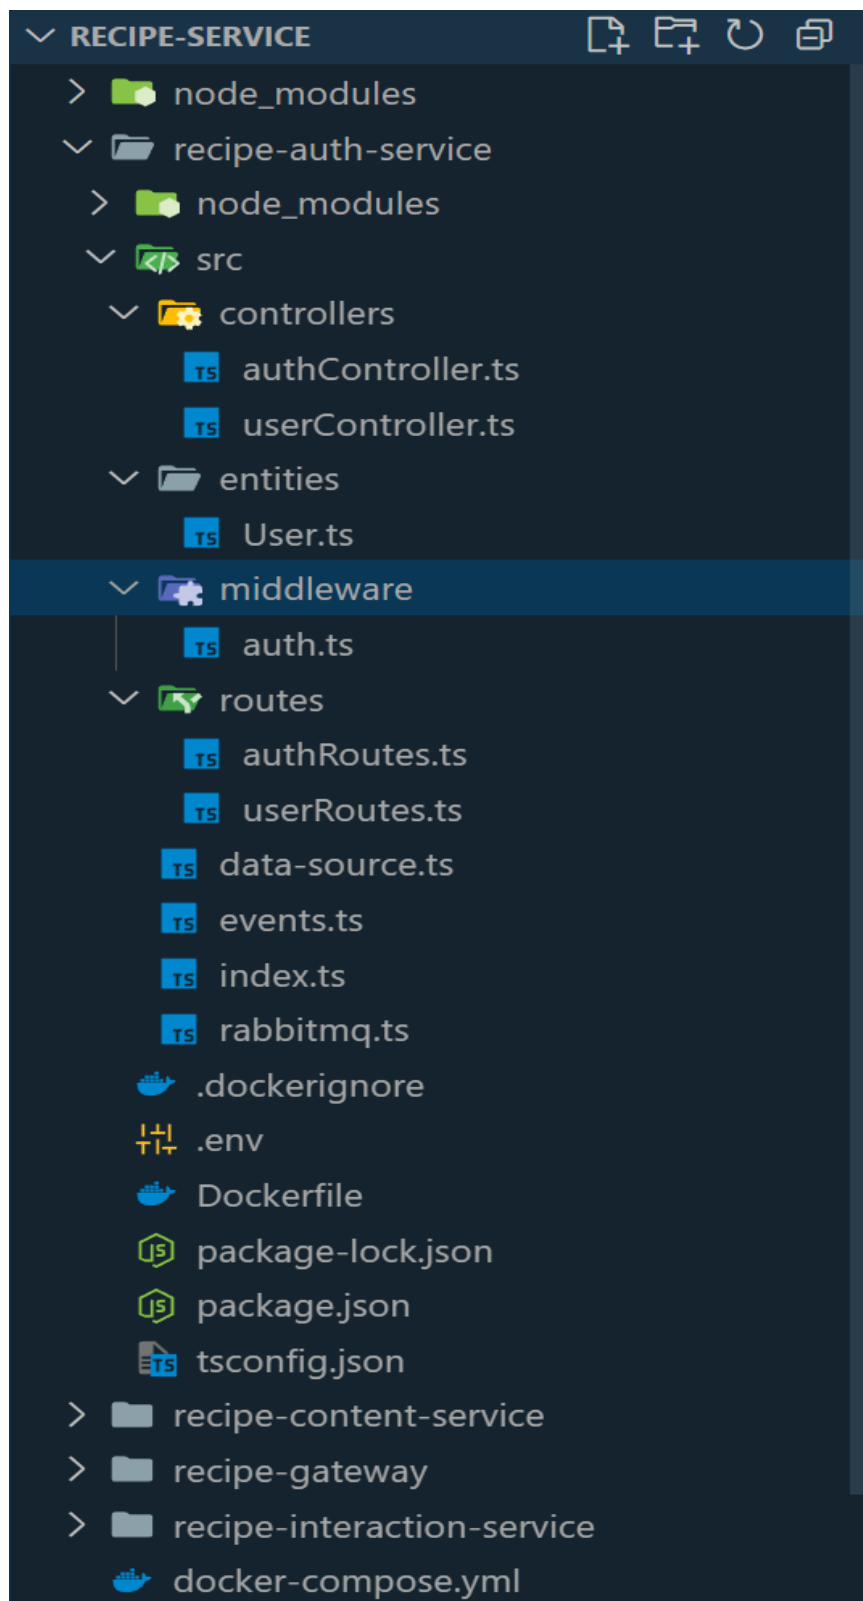 RECIPE-SERVICE
node_modules
recipe-auth-service
node_modules
src
controllers
TS authController.ts
TS userController.ts
entities
TS User.ts
middleware
TS auth.ts
routes
TS authRoutes.ts
TS userRoutes.ts
TS data-source.ts
TS events.ts
TS index.ts
TS rabbitmq.ts
.dockerignore
.env
Dockerfile
JS package-lock.json
JS package.json
TS tsconfig.json
recipe-content-service
recipe-gateway
recipe-interaction-service
docker-compose.yml